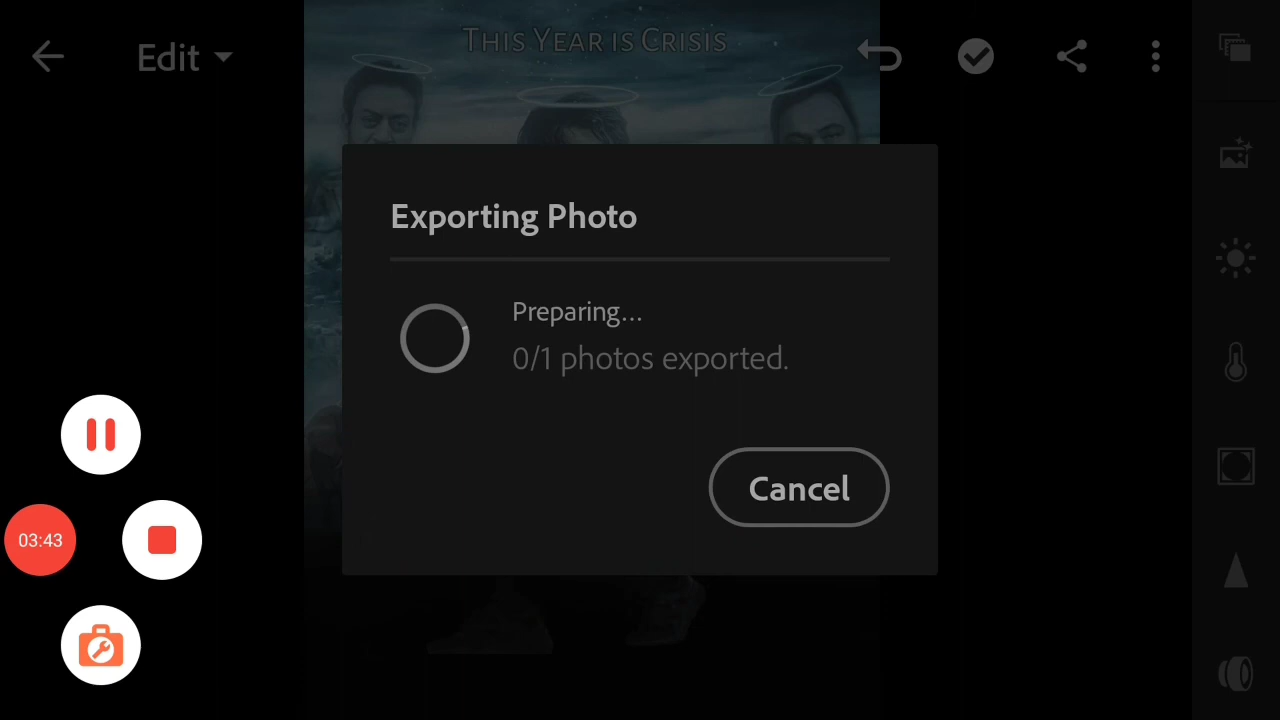 This Year is Crisis
Edit
Exporting Photo
Preparing...
0/1 photos exported.
Cancel
03:43